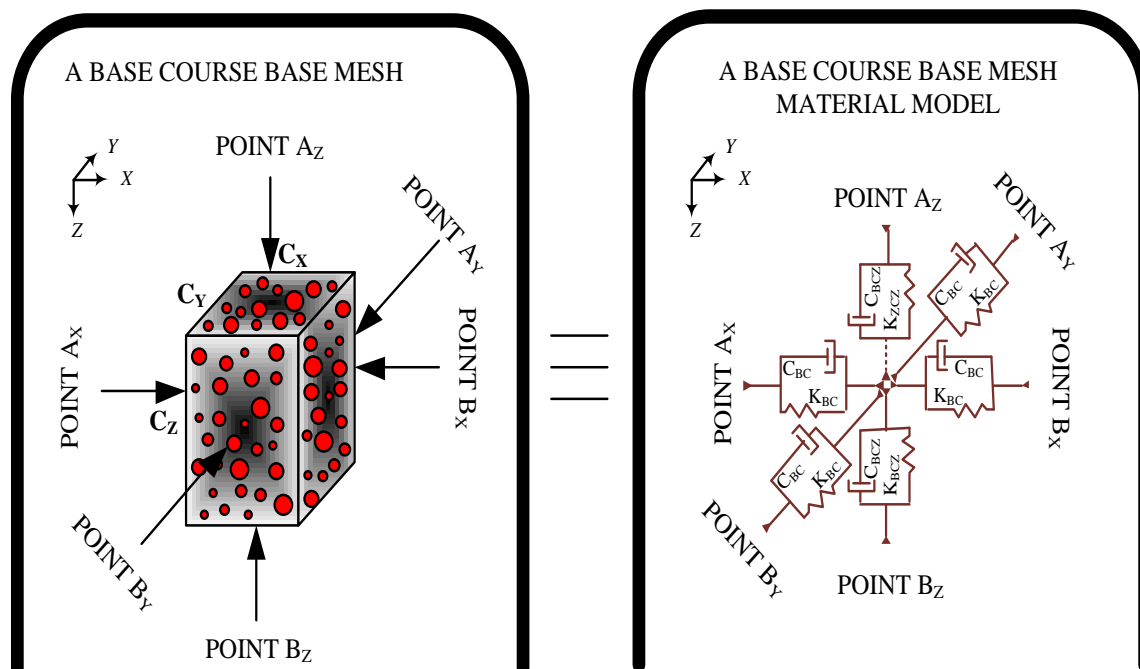 A BASE COURSE BASE MESH
Y
X
Z
POINT A_Z
POINT A_Y
C_X
C_Y
POINT A_X
C_Z
POINT B_X
POINT B_Y
POINT B_Z
A BASE COURSE BASE MESH
MATERIAL MODEL
Y
X
Z
POINT A_Z
POINT A_Y
C_BCZ
K_ZCZ
C_BC
K_BC
POINT A_X
C_BC
K_BC
C_BC
K_BC
POINT B_X
C_BC
K_BC
C_BCZ
K_BCZ
POINT B_Y
POINT B_Z